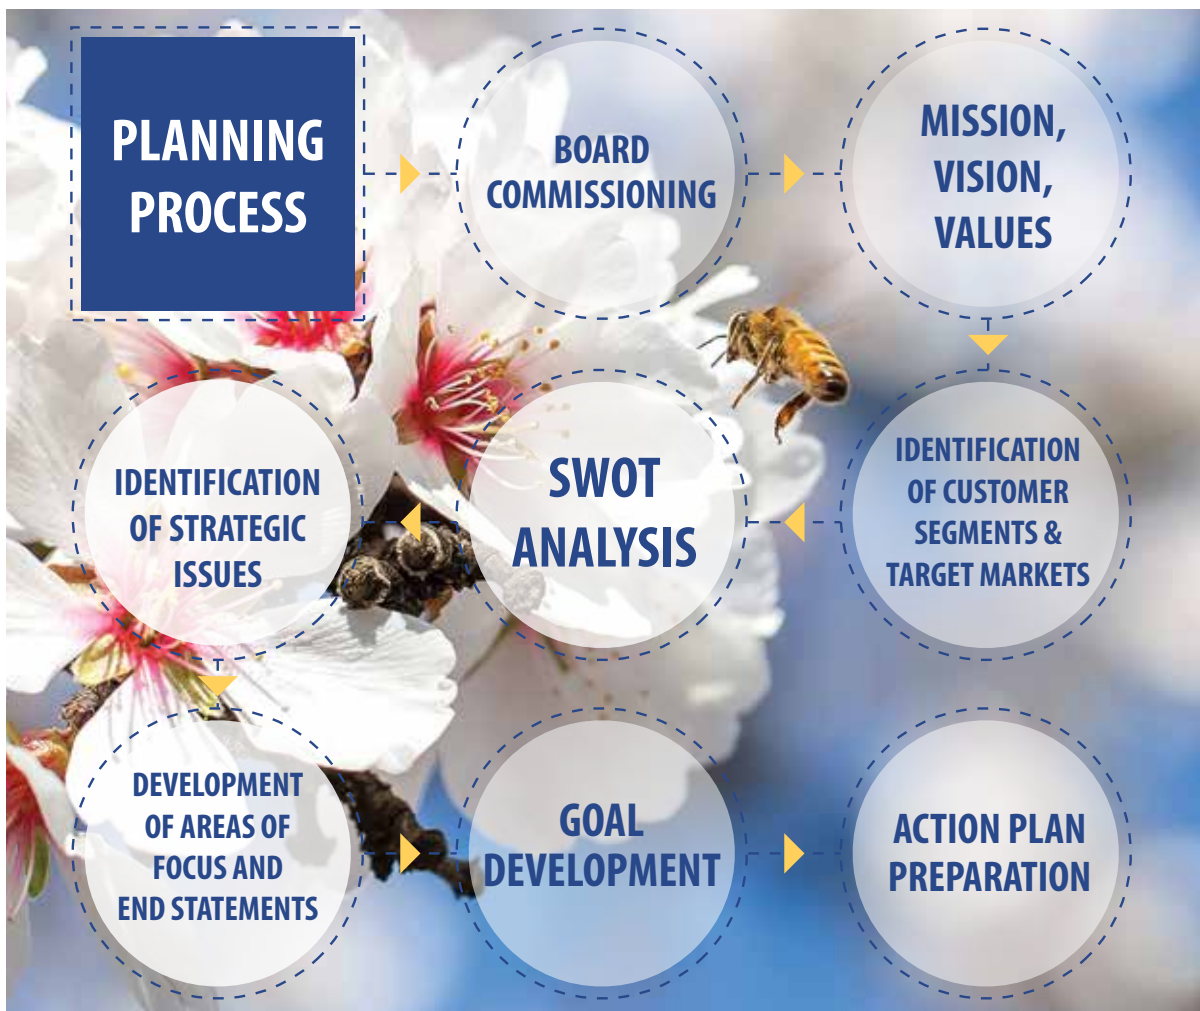 PLANNING
PROCESS
BOARD
COMMISSIONING
MISSION,
VISION,
VALUES
IDENTIFICATION
OF CUSTOMER
SEGMENTS &
TARGET MARKETS
SWOT
ANALYSIS
IDENTIFICATION
OF STRATEGIC
ISSUES
DEVELOPMENT
OF AREAS OF
FOCUS AND
END STATEMENTS
GOAL
DEVELOPMENT
ACTION PLAN
PREPARATION